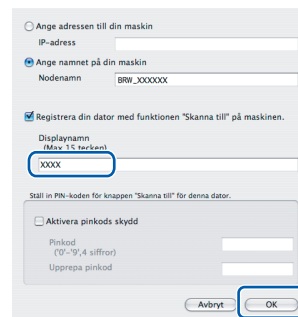 Ange adressen till din maskin
IP-adress
Ange namnet på din maskin
Nodenamn BRW_XXXXXX
Registrera din dator med funktionen "Skanna till" på maskinen.
Displaynamn
(Max 15 tecken)
XXXX
Ställ in PIN-koden för knappen "Skanna till" för denna dator.
Aktivera pinkods skydd
Pinkod
('0'-'9',4 siffror)
Upprepa pinkod
Avbryt OK